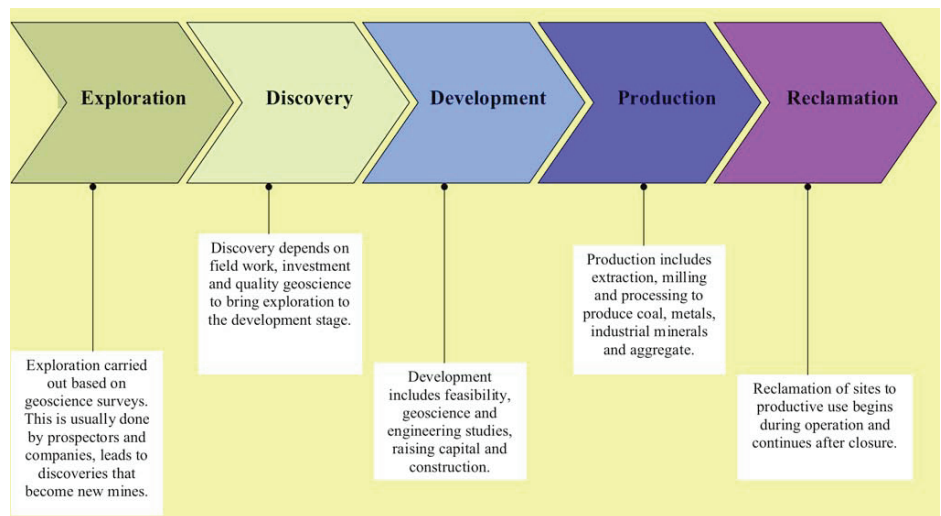 Exploration
Discovery
Development
Production
Reclamation
Exploration carried
out based on
geoscience surveys.
This is usually done
by prospectors and
companies, leads to
discoveries that
become new mines.
Discovery depends on
field work, investment
and quality geoscience
to bring exploration to
the development stage.
Development
includes feasibility,
geoscience and
engineering studies,
raising capital and
construction.
Production includes
extraction, milling
and processing to
produce coal, metals,
industrial minerals
and aggregate.
Reclamation of sites to
productive use begins
during operation and
continues after closure.